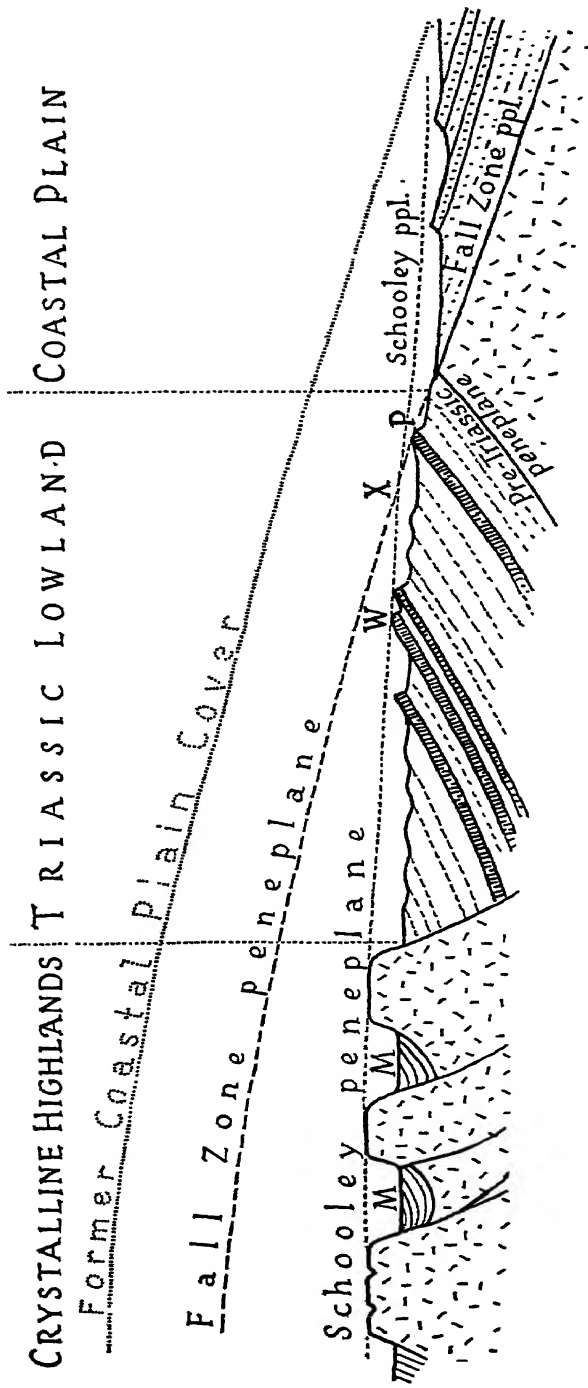 CRYSTALLINE HIGHLANDS
TRIASSIC LOWLAND
COASTAL PLAIN
Former Coastal Plain Cover
Fall Zone peneplane
Schooley peneplane
Schooley ppl.
M
M
W
X
P
Fall Zone ppl.
Pre-Triassic
peneplane